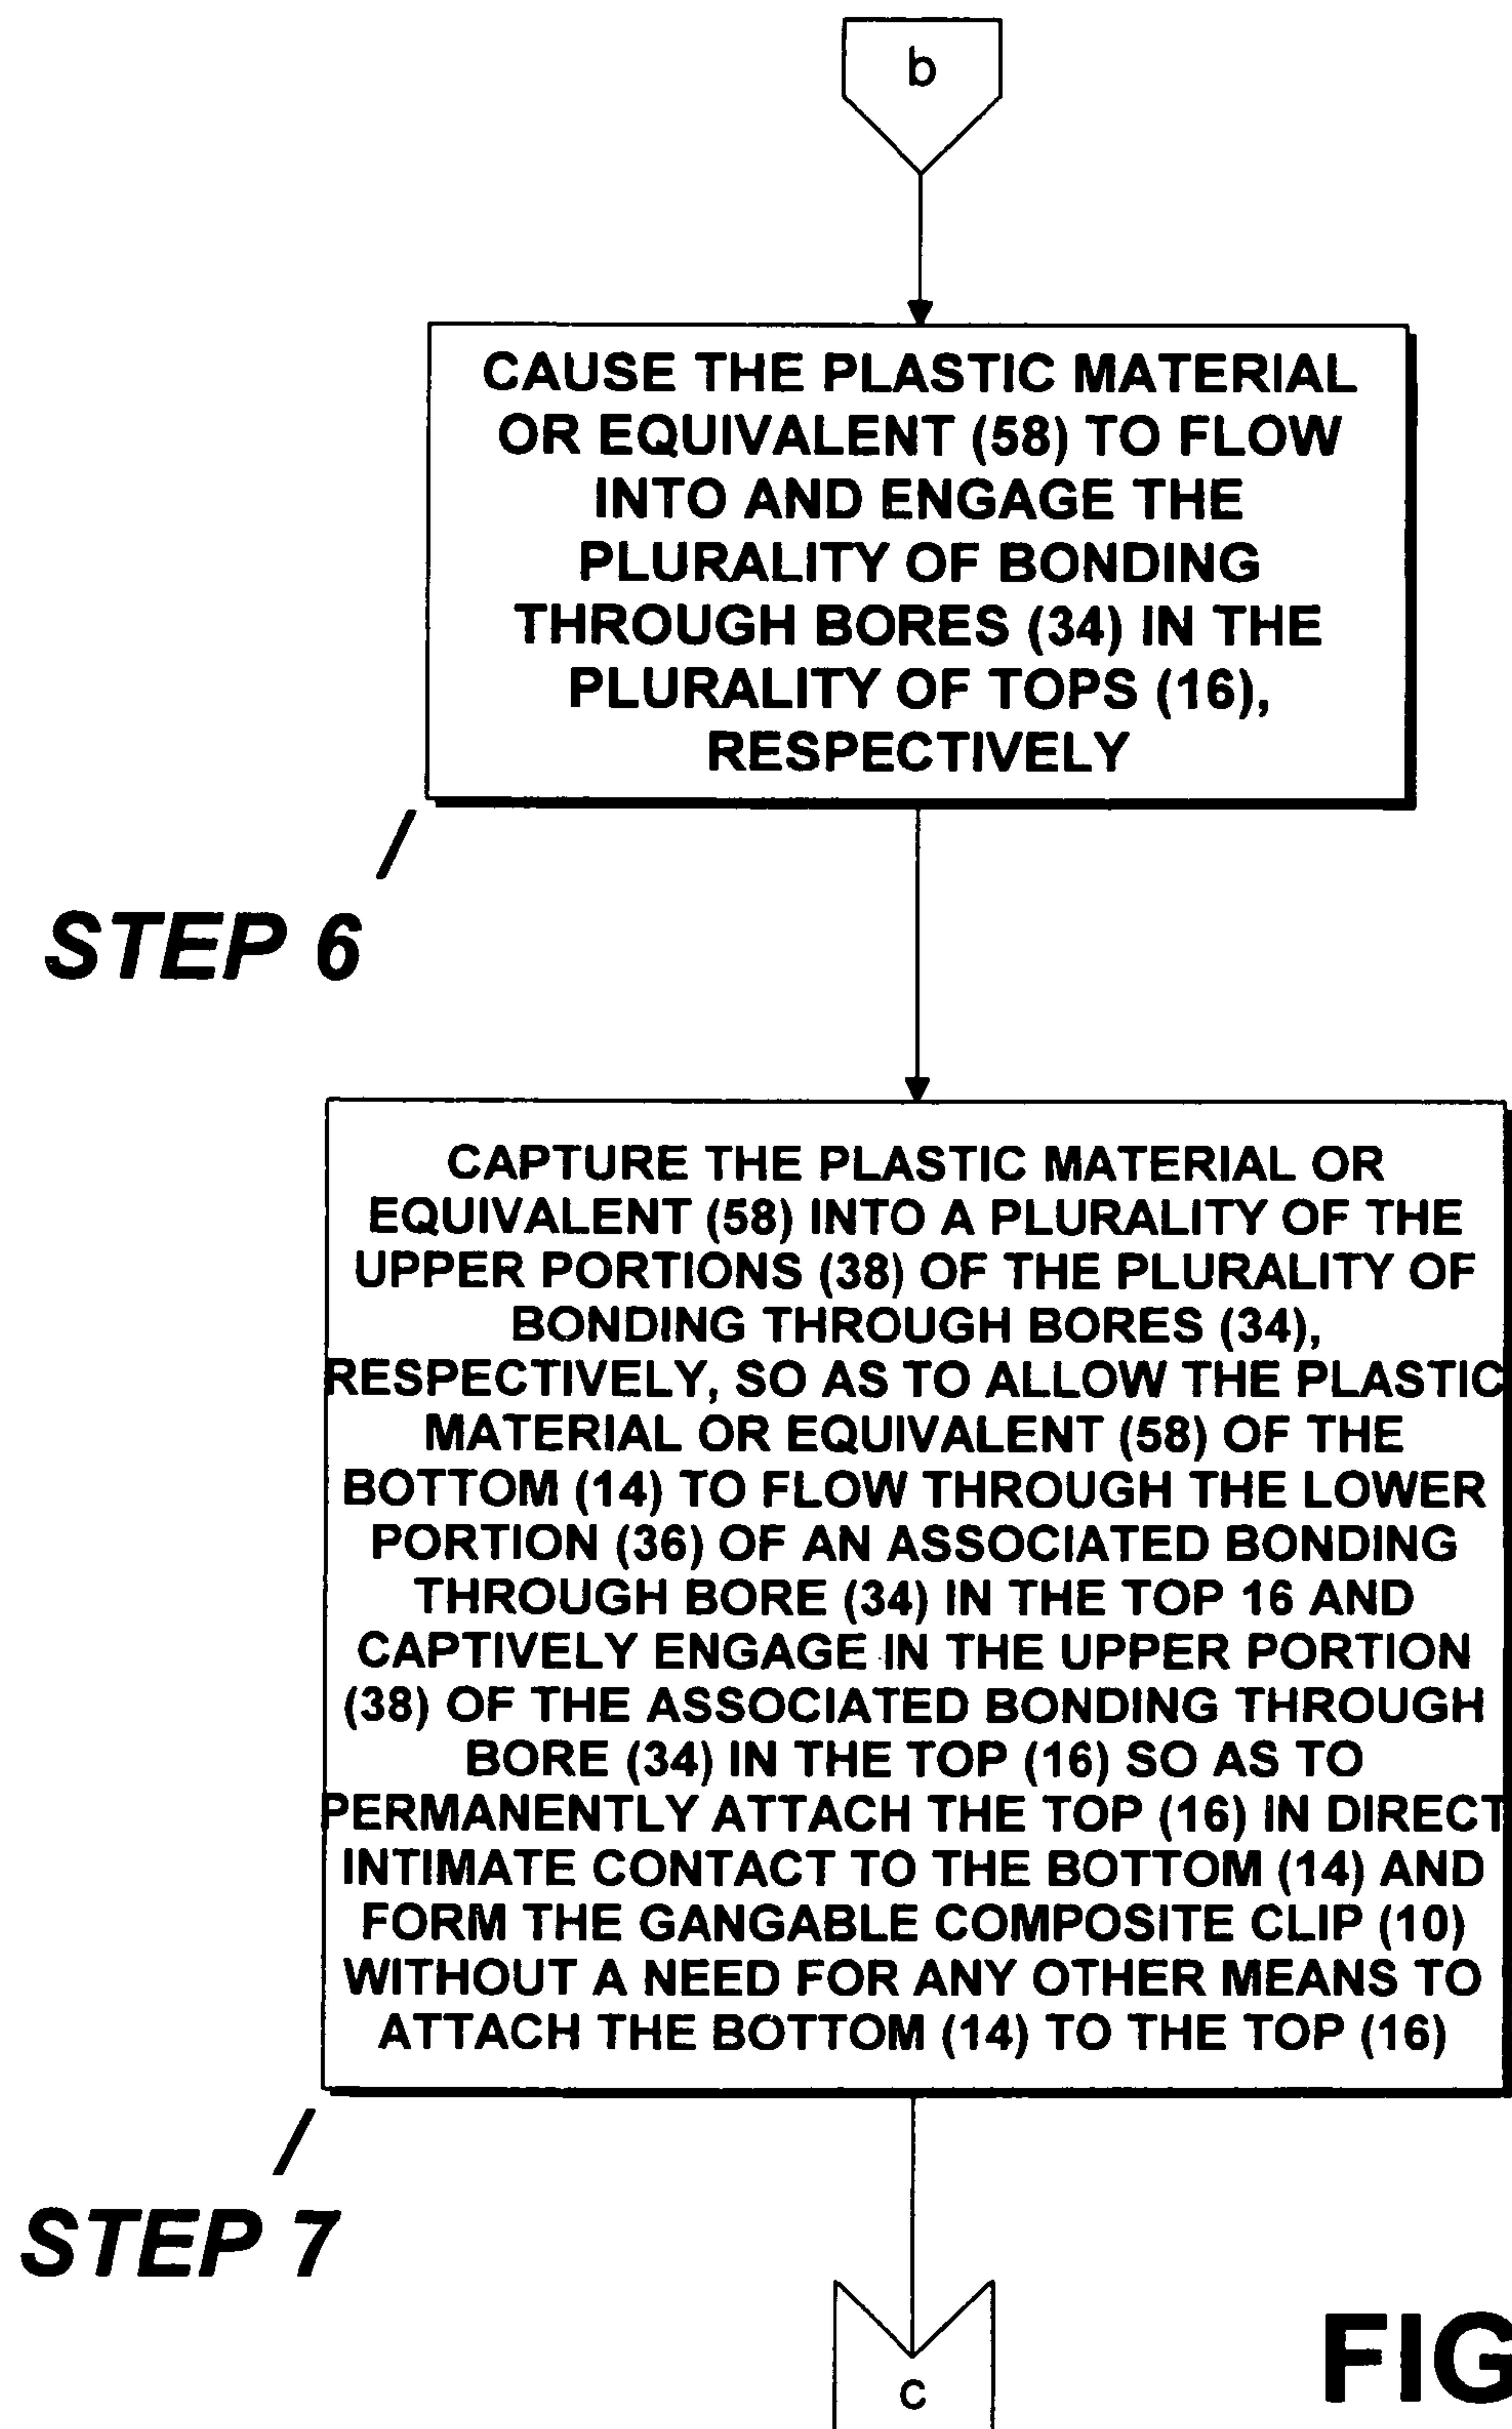 b
CAUSE THE PLASTIC MATERIAL
OR EQUIVALENT (58) TO FLOW
INTO AND ENGAGE THE
PLURALITY OF BONDING
THROUGH BORES (34) IN THE
PLURALITY OF TOPS (16),
RESPECTIVELY
STEP 6
CAPTURE THE PLASTIC MATERIAL OR
EQUIVALENT (58) INTO A PLURALITY OF THE
UPPER PORTIONS (38) OF THE PLURALITY OF
BONDING THROUGH BORES (34),
RESPECTIVELY, SO AS TO ALLOW THE PLASTIC
MATERIAL OR EQUIVALENT (58) OF THE
BOTTOM (14) TO FLOW THROUGH THE LOWER
PORTION (36) OF AN ASSOCIATED BONDING
THROUGH BORE (34) IN THE TOP 16 AND
CAPTIVELY ENGAGE IN THE UPPER PORTION
(38) OF THE ASSOCIATED BONDING THROUGH
BORE (34) IN THE TOP (16) SO AS TO
PERMANENTLY ATTACH THE TOP (16) IN DIRECT
INTIMATE CONTACT TO THE BOTTOM (14) AND
FORM THE GANGABLE COMPOSITE CLIP (10)
WITHOUT A NEED FOR ANY OTHER MEANS TO
ATTACH THE BOTTOM (14) TO THE TOP (16)
STEP 7
c
FIG